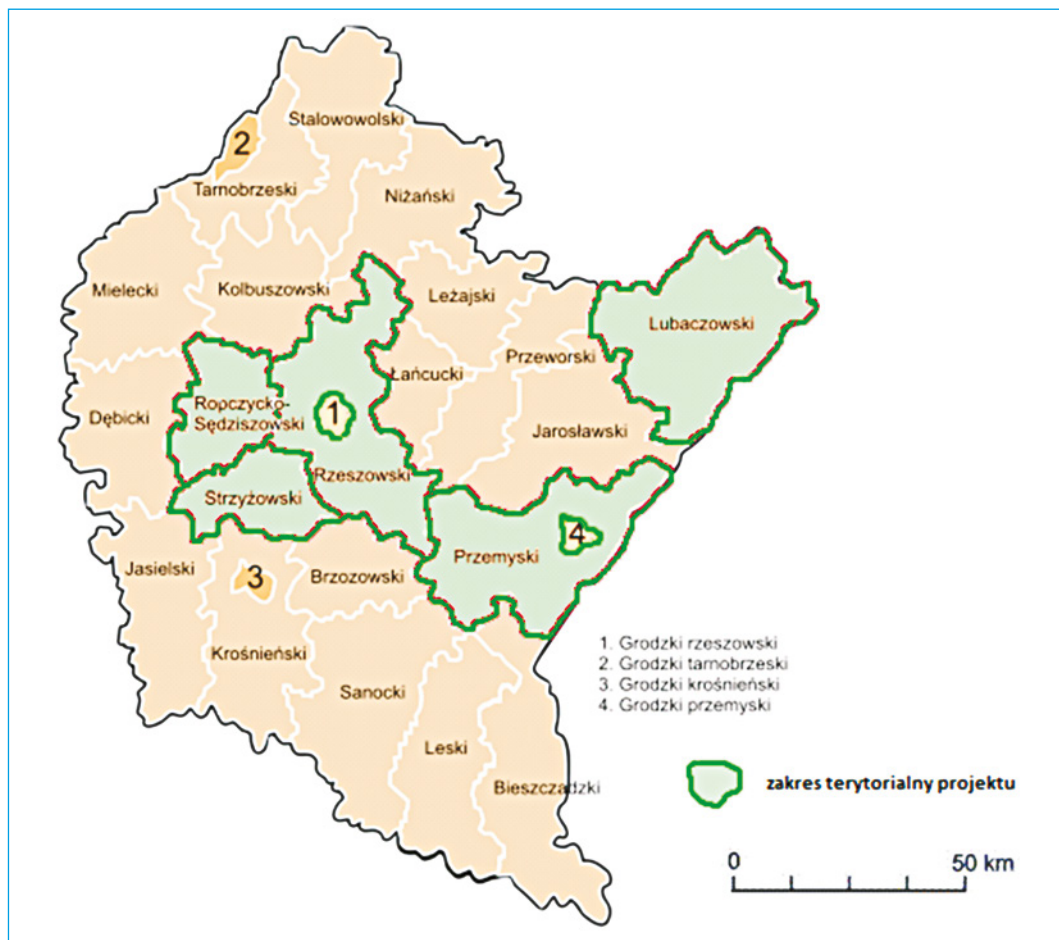 Stalowowolski
2
Tarnobrzeski
Niżański
Mielecki
Kolbuszowski
Leżajski
Lubaczowski
Przeworski
Łańcucki
Ropczycko-
Sędziszowski
1
Dębicki
Jarosławski
Rzeszowski
Strzyżowski
4
Przemyski
Jasielski
3
Brzozowski
Krośnieński
Sanocki
Leski
Bieszczadzki
1. Grodzki rzeszowski
2. Grodzki tarnobrzeski
3. Grodzki krośnieński
4. Grodzki przemyski
zakres terytorialny projektu
0 50 km